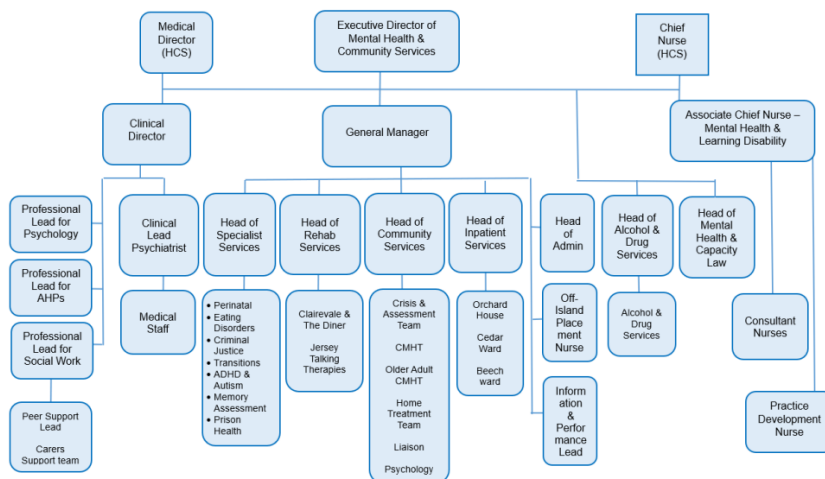 Medical
Director
(HCS)
Executive Director of
Mental Health &
Community Services
Chief
Nurse
(HCS)
Clinical
Director
General Manager
Associate Chief Nurse –
Mental Health &
Learning Disability
Professional
Lead for
Psychology
Clinical
Lead
Psychiatrist
Head of
Specialist
Services
Head of
Rehab
Services
Head of
Community
Services
Head of
Inpatient
Services
Head
of
Admin
Head of
Alcohol &
Drug
Services
Head of
Mental
Health &
Capacity
Law
Professional
Lead for
AHPs
Medical
Staff
• Perinatal
• Eating
Disorders
• Criminal
Justice
• Transitions
• ADHD &
Autism
• Memory
Assessment
• Prison
Health
Clairevale &
The Diner
Jersey
Talking
Therapies
Crisis &
Assessment
Team
CMHT
Older Adult
CMHT
Home
Treatment
Team
Liaison
Psychology
Orchard
House
Cedar
Ward
Beech
ward
Off-
Island
Place
ment
Nurse
Alcohol &
Drug
Services
Consultant
Nurses
Professional
Lead for
Social Work
Peer Support
Lead
Carers
Support team
Inform
ation
&
Perfor
mance
Lead
Practice
Development
Nurse